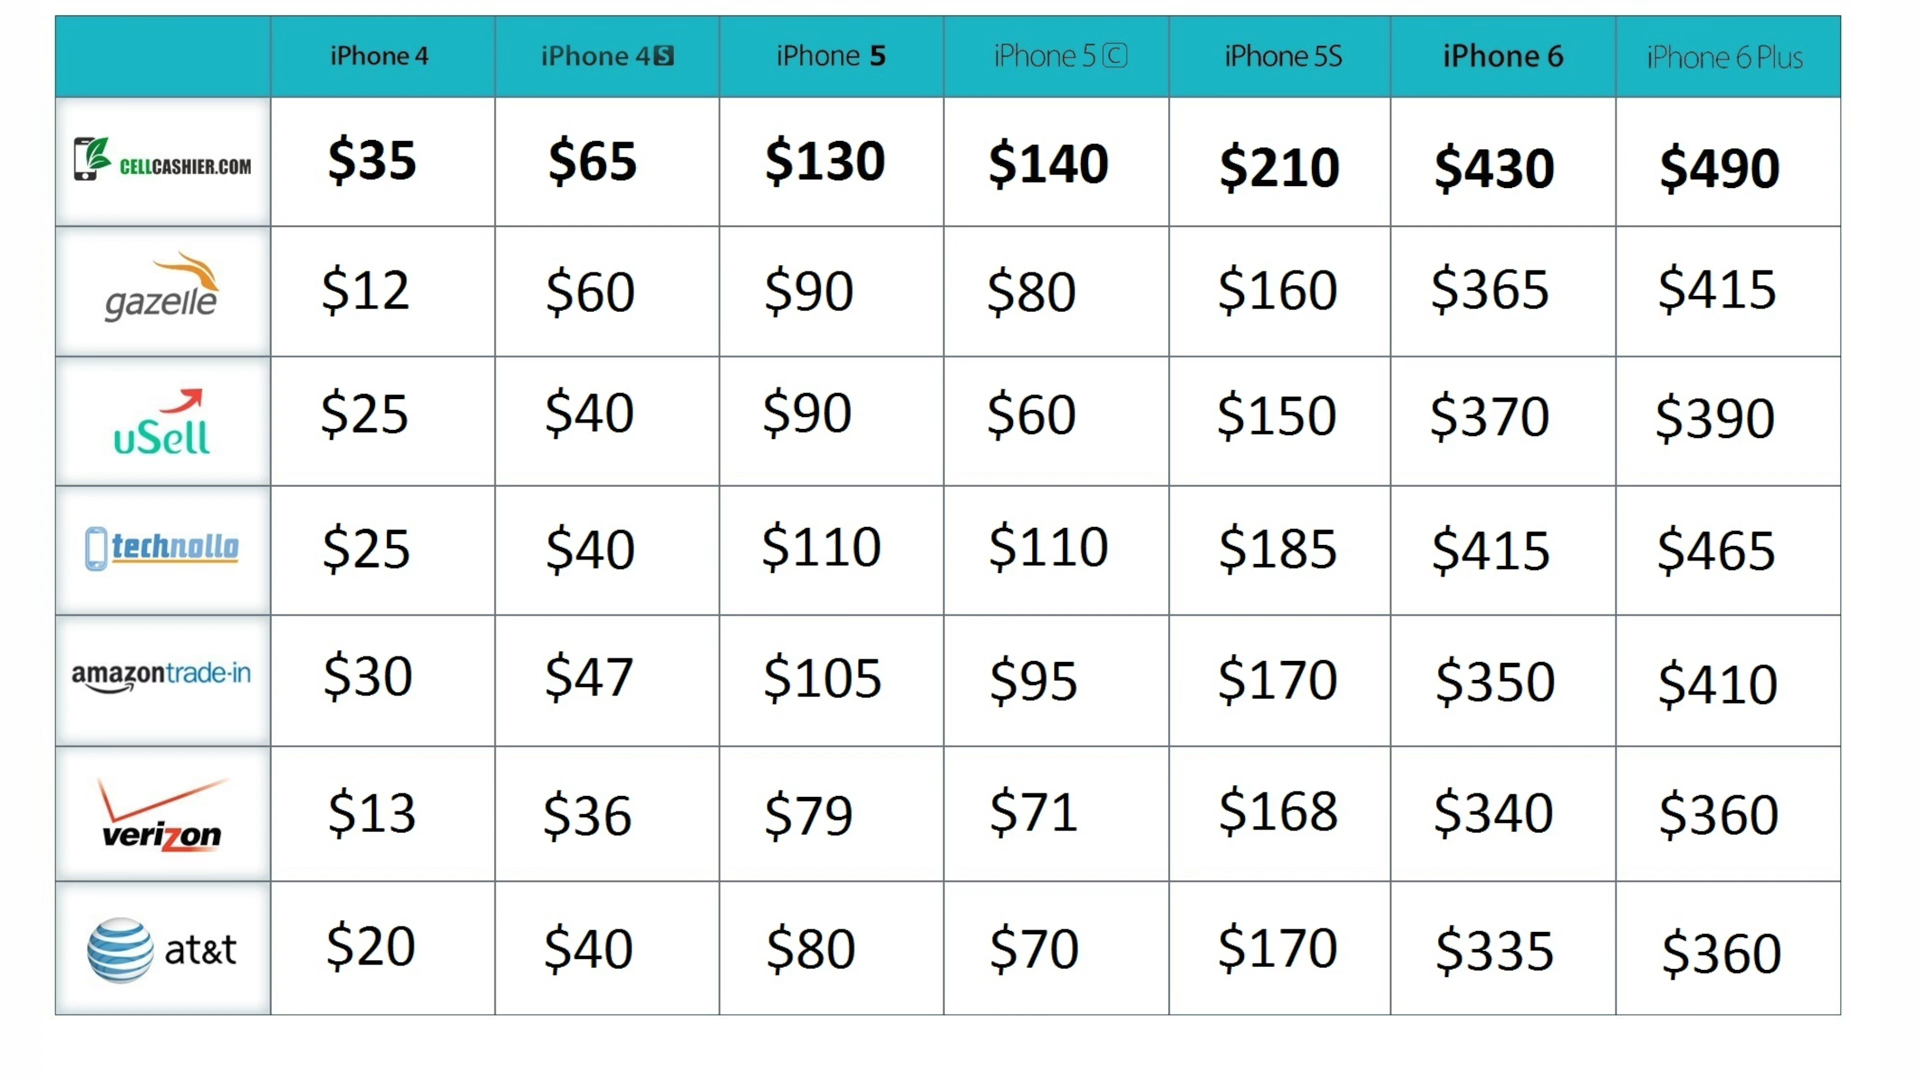 iPhone 4 iPhone 4S iPhone 5 iPhone 5C iPhone 5S iPhone 6 iPhone 6 Plus
CELLCASHIER.COM $35 $65 $130 $140 $210 $430 $490
gazelle $12 $60 $90 $80 $160 $365 $415
uSell $25 $40 $90 $60 $150 $370 $390
technollo $25 $40 $110 $110 $185 $415 $465
amazontrade-in $30 $47 $105 $95 $170 $350 $410
verizon $13 $36 $79 $71 $168 $340 $360
at&t $20 $40 $80 $70 $170 $335 $360